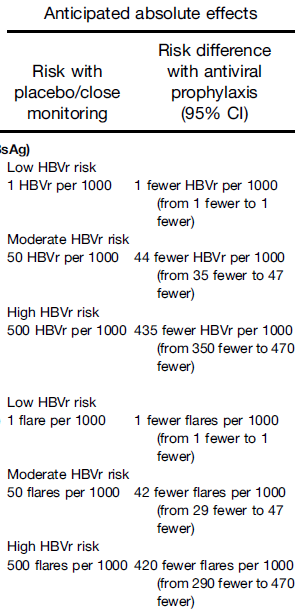 Anticipated absolute effects
Risk with placebo/close monitoring
Risk difference with antiviral prophylaxis (95% CI)
sAg)
Low HBVr risk
1 HBVr per 1000 1 fewer HBVr per 1000
(from 1 fewer to 1
fewer)
Moderate HBVr risk
50 HBVr per 1000 44 fewer HBVr per 1000
(from 35 fewer to 47
fewer)
High HBVr risk
500 HBVr per 1000 435 fewer HBVr per 1000
(from 350 fewer to 470
fewer)
Low HBVr risk
1 flare per 1000 1 fewer flares per 1000
(from 1 fewer to 1
fewer)
Moderate HBVr risk
50 flares per 1000 42 fewer flares per 1000
(from 29 fewer to 47
fewer)
High HBVr risk
500 flares per 1000 420 fewer flares per 1000
(from 290 fewer to 470
fewer)